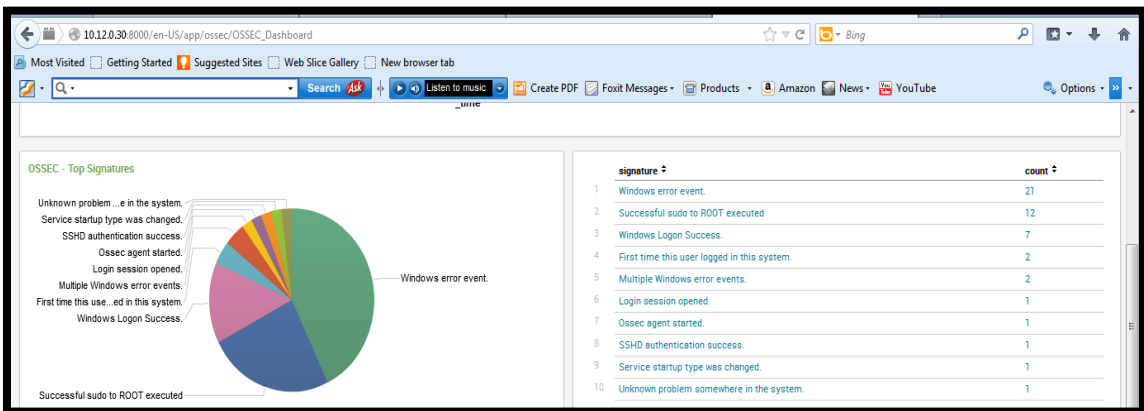 10.12.0.30:8000/en-US/app/ossec/OSSEC_Dashboard
Bing
Most Visited Getting Started Suggested Sites Web Slice Gallery New browser tab
Search Ask Listen to music Create PDF Foxit Messages Products Amazon News YouTube Options
_time
OSSEC - Top Signatures
Unknown problem ...e in the system.
Service startup type was changed.
SSHD authentication success.
Ossec agent started.
Login session opened.
Multiple Windows error events.
First time this use...ed in this system.
Windows Logon Success.
Successful sudo to ROOT executed
Windows error event.
signature count
1 Windows error event. 21
2 Successful sudo to ROOT executed 12
3 Windows Logon Success. 7
4 First time this user logged in this system. 2
5 Multiple Windows error events. 2
6 Login session opened. 1
7 Ossec agent started. 1
8 SSHD authentication success. 1
9 Service startup type was changed. 1
10 Unknown problem somewhere in the system. 1